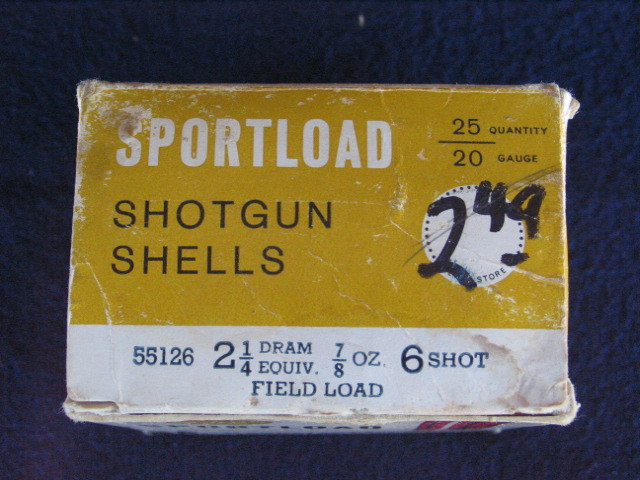 SPORTLOAD
25 QUANTITY
20 GAUGE
SHOTGUN
SHELLS
2 49
STORE
55126 2 1/4 DRAM EQUIV. 7/8 OZ. 6 SHOT
FIELD LOAD